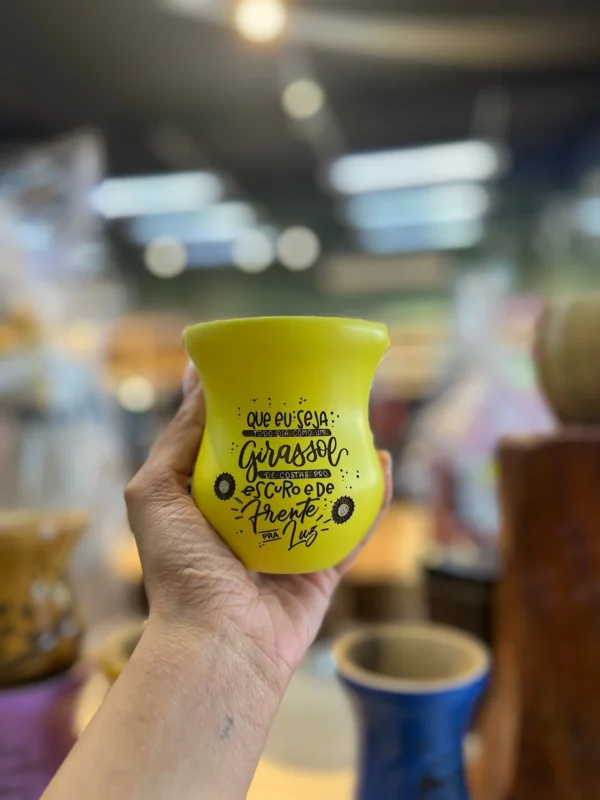 QUE EU SEJA
TODO DIA COMO UM
Girassol
DE COSTAS PRO
ESCURO E DE
Frente
PRA Luz